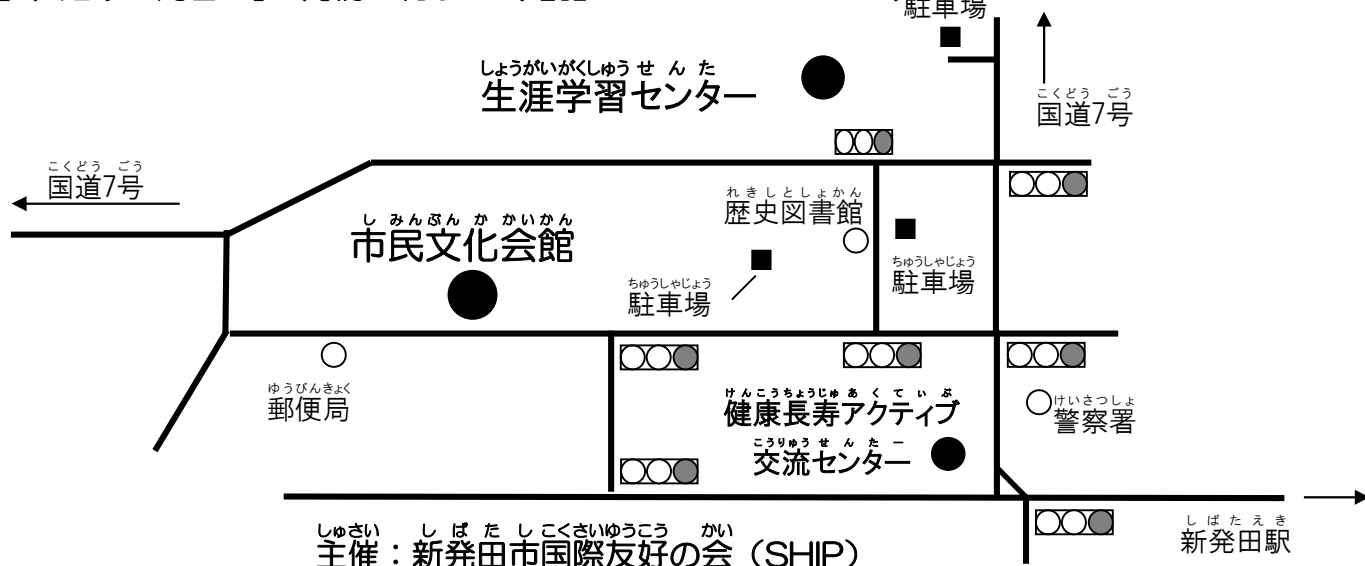 駐車場
しょうがいがくしゅう せ ん た
生涯学習センター
こくどう ごう
国道7号
こくどう ごう
国道7号
れ き し と し ょ か ん
歴史図書館
し みんぶん か かいかん
市民文化会館
ちゅうしゃじょう
駐車場
ちゅうしゃじょう
駐車場
ゆうびんきょく
郵便局
けんこうちょうじゅ あ く て ぃ ぶ
健康長寿アクティブ
こうりゅう せ ん た ー
交流センター
けいさつしょ
警察署
しゅさい し ば た し こくさいゆうこう かい
主催:新発田市国際友好の会(SHIP)
し ば た え き
新発田駅